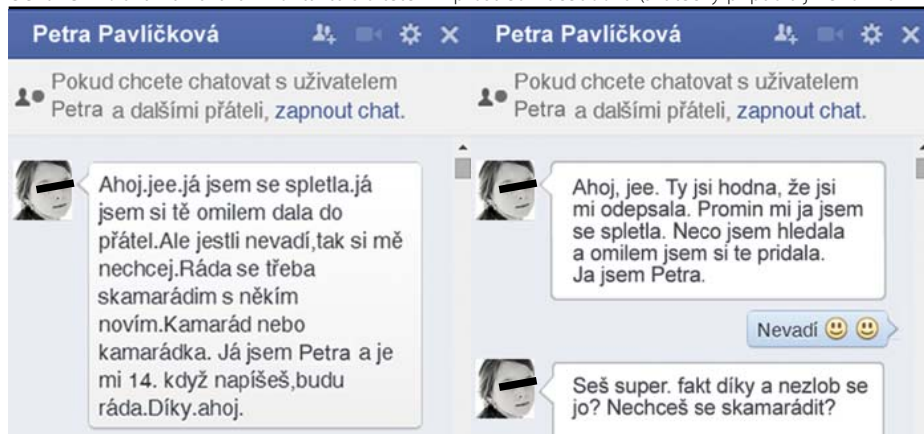 Petra Pavlíčková
Pokud chcete chatovat s uživatelem
Petra a dalšími přáteli, zapnout chat.
Ahoj.jee.já jsem se spletla.já
jsem si tě omilem dala do
přátel.Ale jestli nevadí,tak si mě
nechcej.Ráda se třeba
skamarádim s někím
novím.Kamarád nebo
kamarádka. Já jsem Petra a je
mi 14. když napíšeš,budu
ráda.Díky.ahoj.
Petra Pavlíčková
Pokud chcete chatovat s uživatelem
Petra a dalšími přáteli, zapnout chat.
Ahoj, jee. Ty jsi hodna, že jsi
mi odepsala. Promin mi ja jsem
se spletla. Neco jsem hledala
a omilem jsem si te pridala.
Ja jsem Petra.
Nevadí
Seš super. fakt díky a nezlob se
jo? Nechceš se skamarádit?